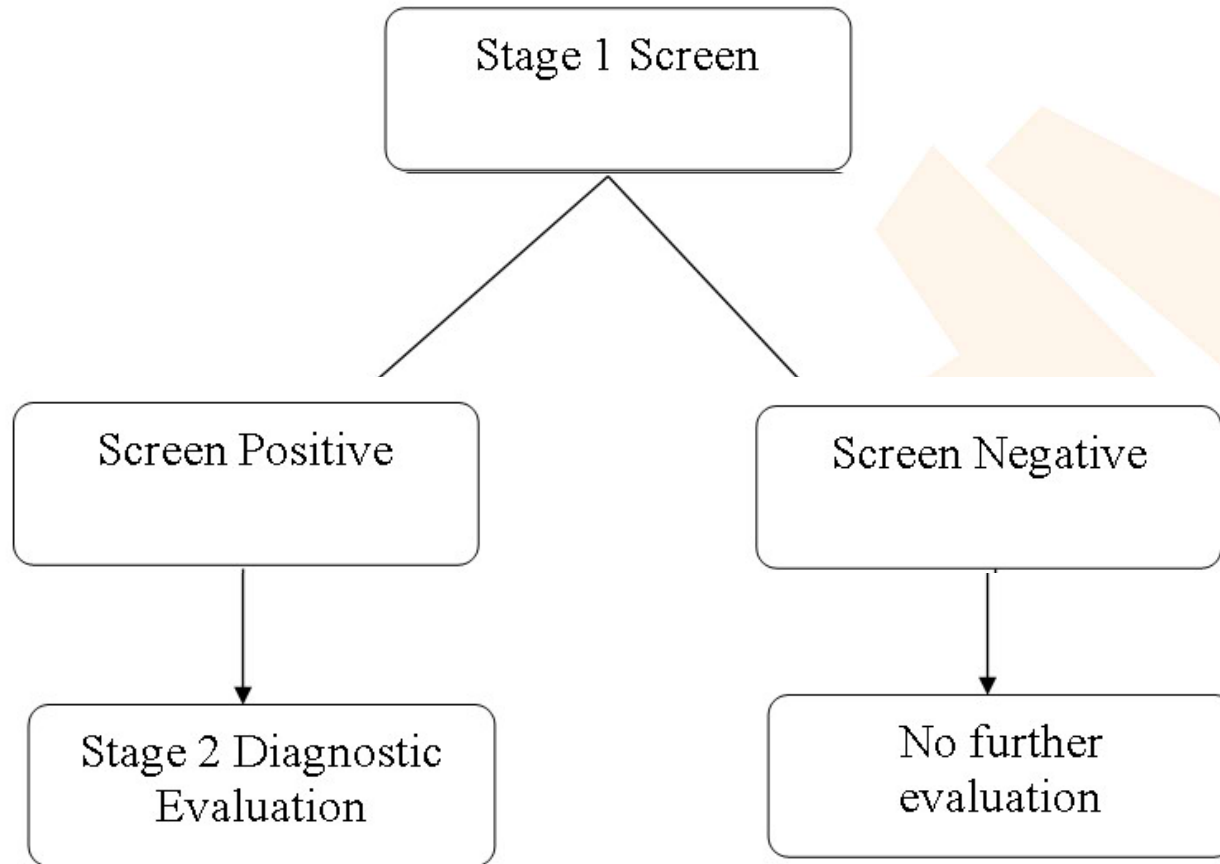 Stage 1 Screen
Screen Positive
Screen Negative
Stage 2 Diagnostic
Evaluation
No further
evaluation